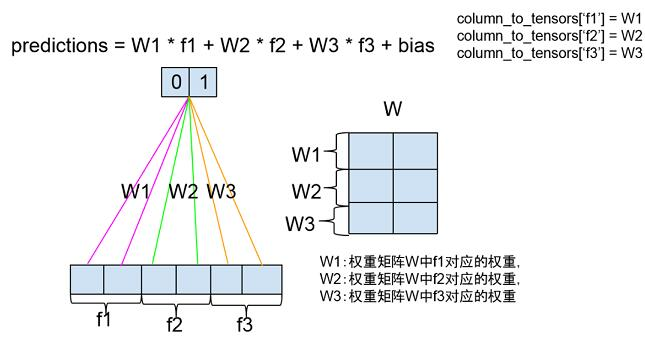 column_to_tensors[‘f1’] = W1
column_to_tensors[‘f2’] = W2
column_to_tensors[‘f3’] = W3
predictions = W1 * f1 + W2 * f2 + W3 * f3 + bias
0 1
W
W1
W2
W3
W1 W2 W3
W1：权重矩阵W中f1对应的权重,
W2：权重矩阵W中f2对应的权重,
W3：权重矩阵W中f3对应的权重
f1 f2 f3